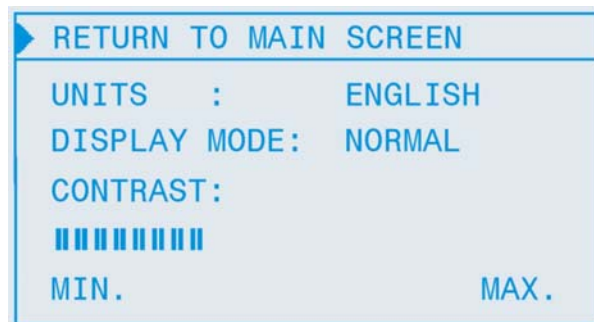 RETURN TO MAIN SCREEN
UNITS : ENGLISH
DISPLAY MODE: NORMAL
CONTRAST:
MIN. MAX.